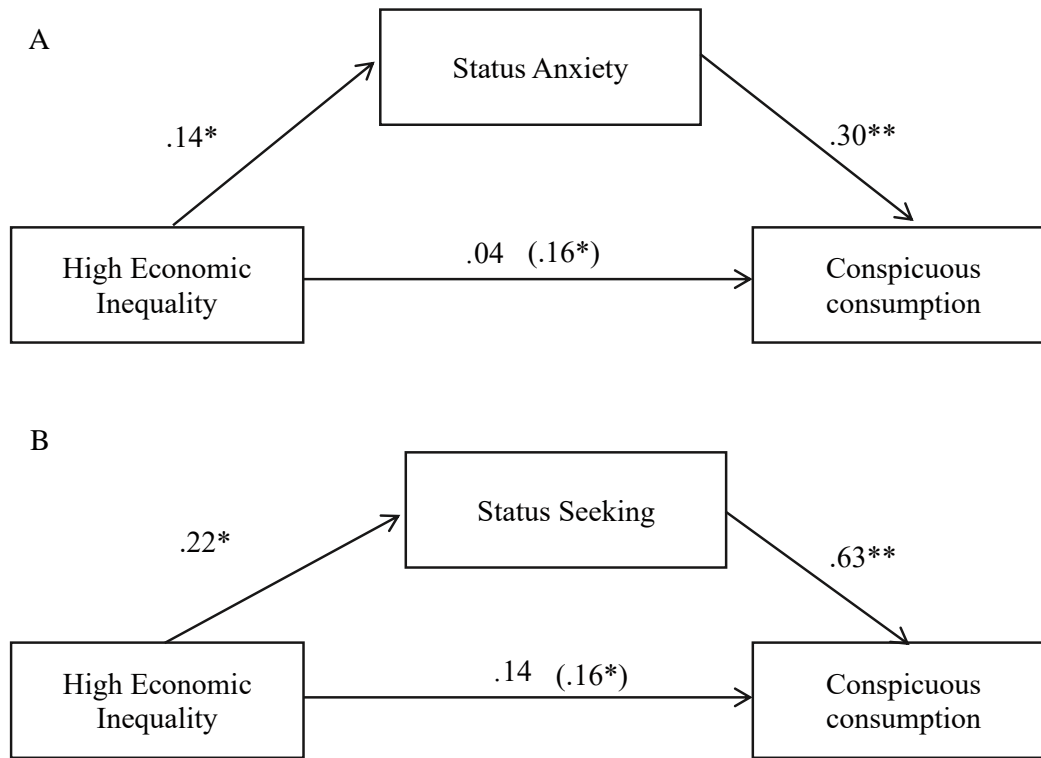 A
Status Anxiety
.14*
.30**
High Economic
Inequality
.04 (.16*)
Conspicuous
consumption
B
Status Seeking
.22*
.63**
High Economic
Inequality
.14 (.16*)
Conspicuous
consumption